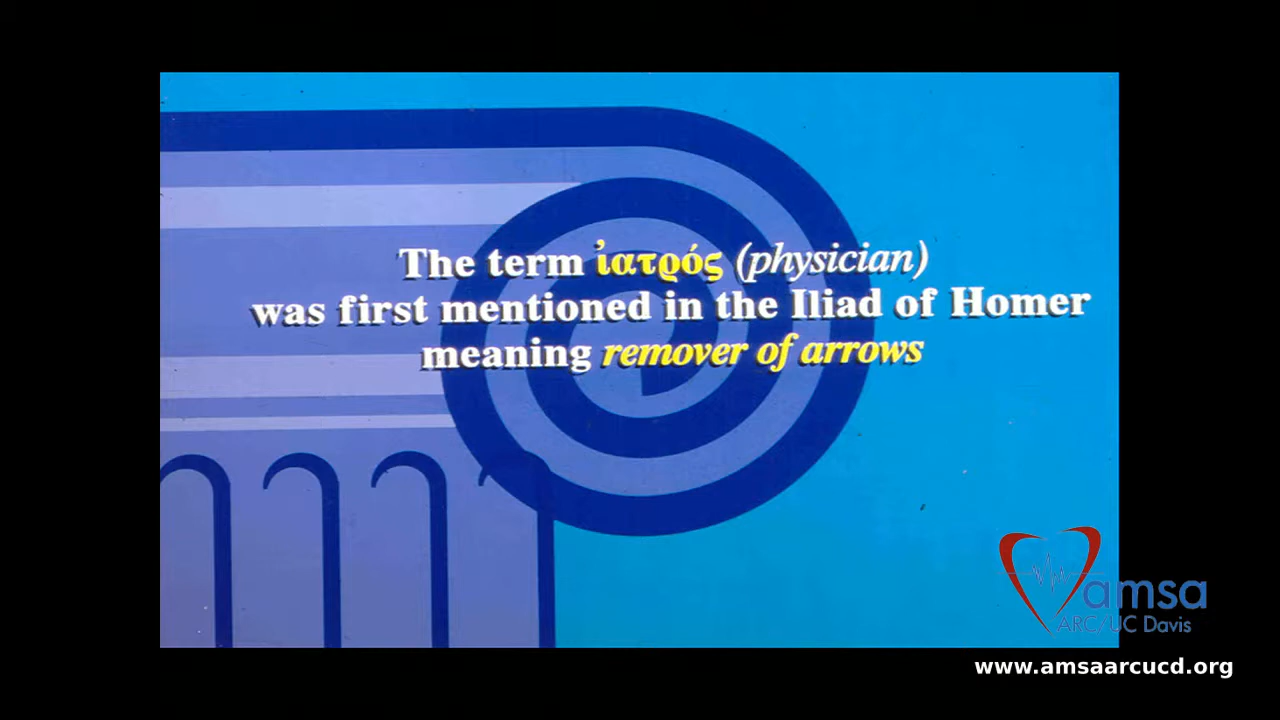 The term ἰατρός (physician)
was first mentioned in the Iliad of Homer
meaning remover of arrows
amsa
ARC/UC Davis
www.amsaarcucd.org